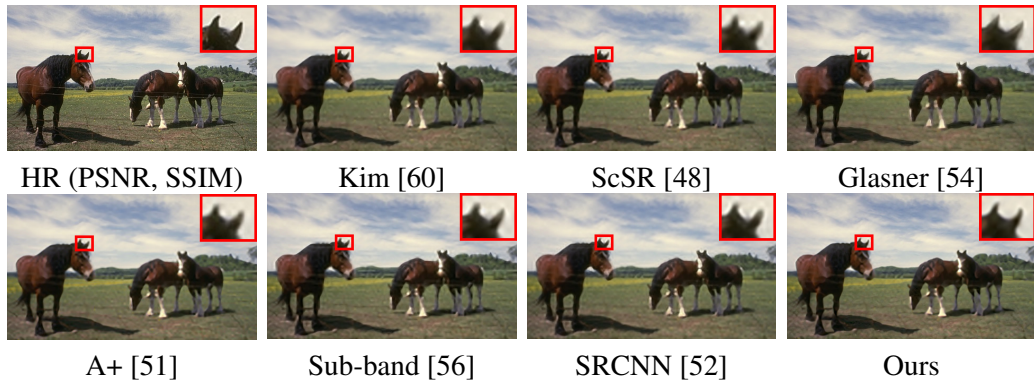 HR (PSNR, SSIM)
Kim [60]
ScSR [48]
Glasner [54]
A+ [51]
Sub-band [56]
SRCNN [52]
Ours